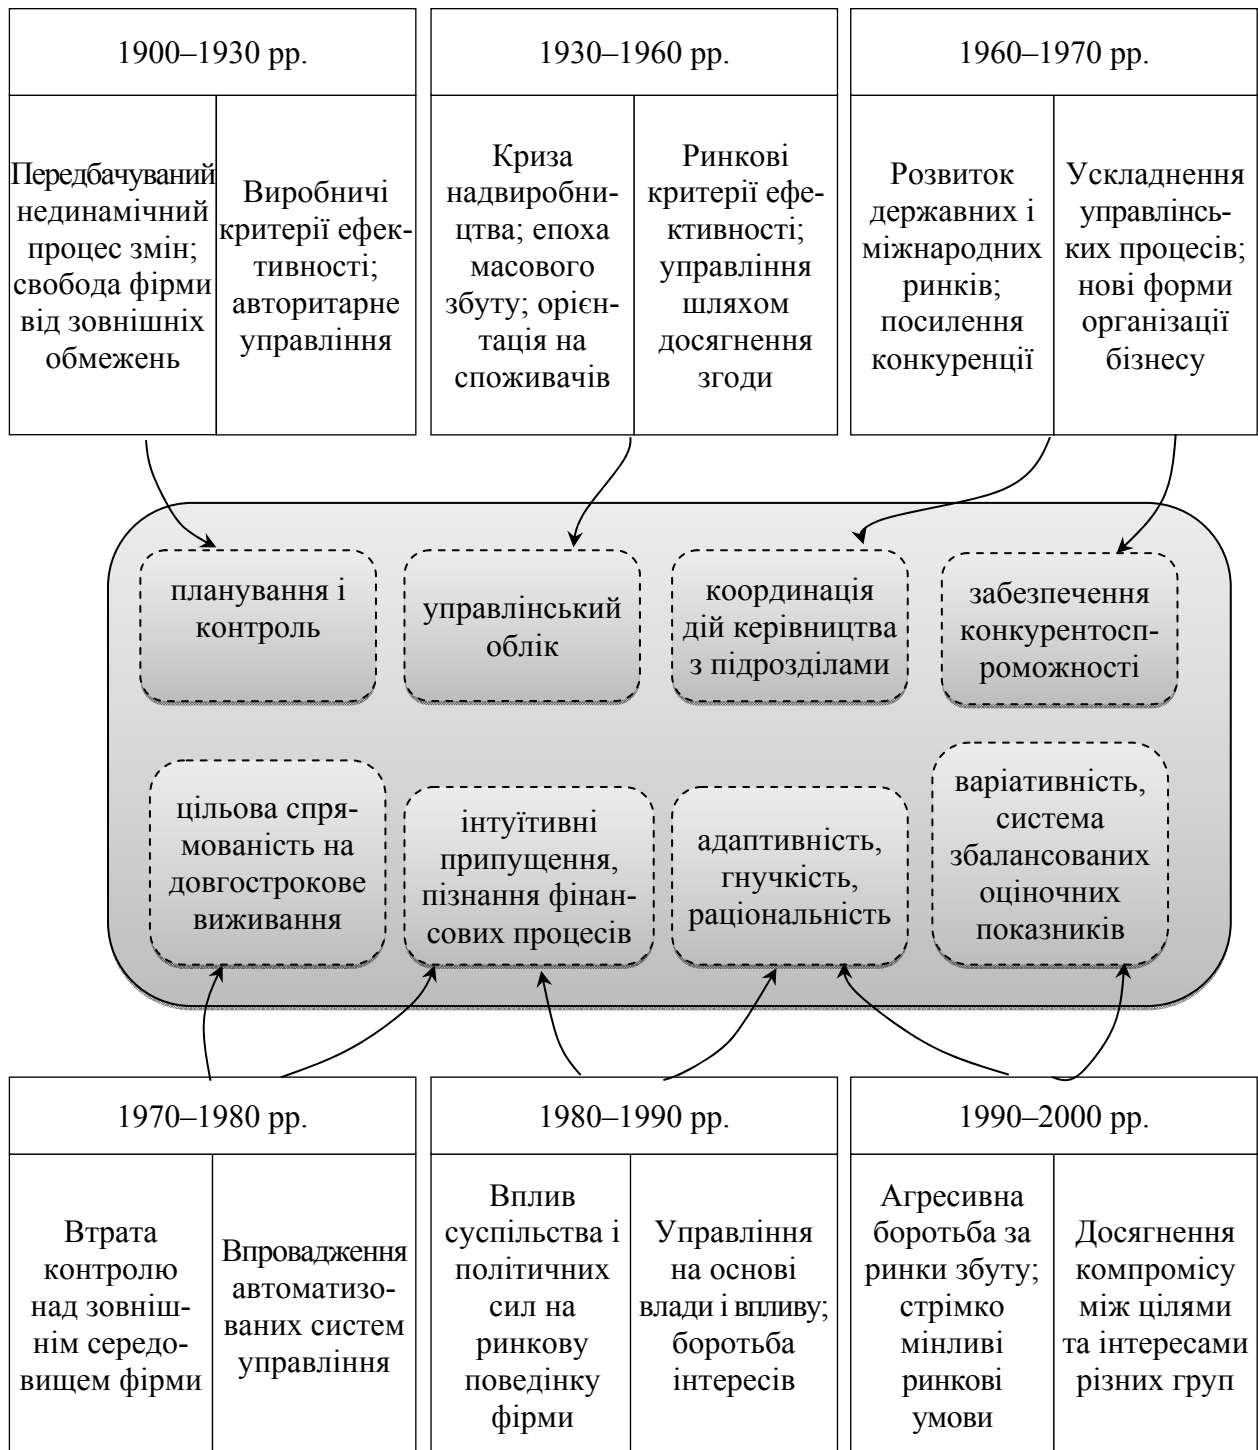 1900–1930 рр.
Передбачуваний
нединамічний
процес змін;
свобода фірми
від зовнішніх
обмежень
Виробничі
критерії ефек-
тивності;
авторитарне
управління
1930–1960 рр.
Криза
надвиробни-
цтва; епоха
масового
збуту; орієн-
тація на
споживачів
Ринкові
критерії ефе-
ктивності;
управління
шляхом
досягнення
згоди
1960–1970 рр.
Розвиток
державних і
міжнародних
ринків;
посилення
конкуренції
Ускладнення
управлінсь-
ких процесів;
нові форми
організації
бізнесу
планування і
контроль
управлінський
облік
координація
дій керівництва
з підрозділами
забезпечення
конкурентосп-
роможності
цільова спря-
мованість на
довгострокове
виживання
інтуїтивні
припущення,
пізнання фінан-
сових процесів
адаптивність,
гнучкість,
раціональність
варіативність,
система
збалансованих
оціночних
показників
1970–1980 рр.
Втрата
контролю
над зовніш-
нім середо-
вищем фірми
Впровадження
автоматизо-
ваних систем
управління
1980–1990 рр.
Вплив
суспільства і
політичних
сил на
ринкову
поведінку
фірми
Управління
на основі
влади і впливу;
боротьба
інтересів
1990–2000 рр.
Агресивна
боротьба за
ринки збуту;
стрімко
мінливі
ринкові
умови
Досягнення
компромісу
між цілями
та інтересами
різних груп